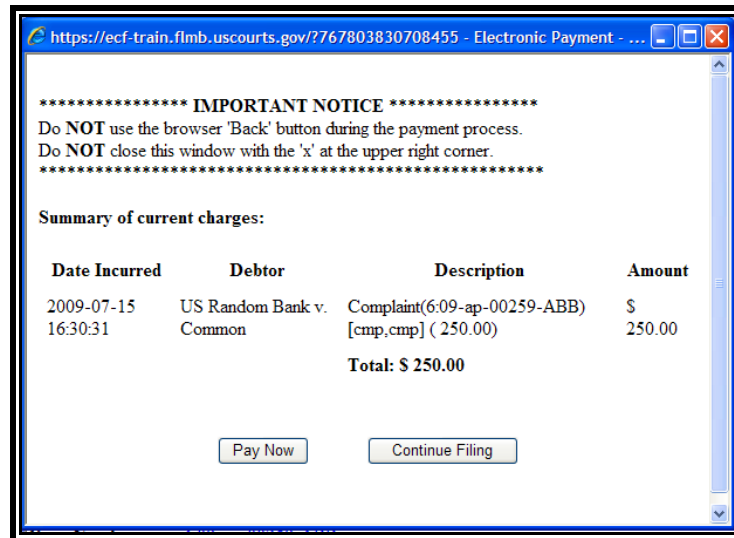 https://ecf-train.flmb.uscourts.gov/?767803830708455 - Electronic Payment - ...
**************** IMPORTANT NOTICE ****************
Do NOT use the browser 'Back' button during the payment process.
Do NOT close this window with the 'x' at the upper right corner.
******************************************************
Summary of current charges:
Date Incurred Debtor Description Amount
2009-07-15 US Random Bank v. Complaint(6:09-ap-00259-ABB) $
16:30:31 Common [cmp,cmp] ( 250.00) 250.00
Total: $ 250.00
Pay Now Continue Filing